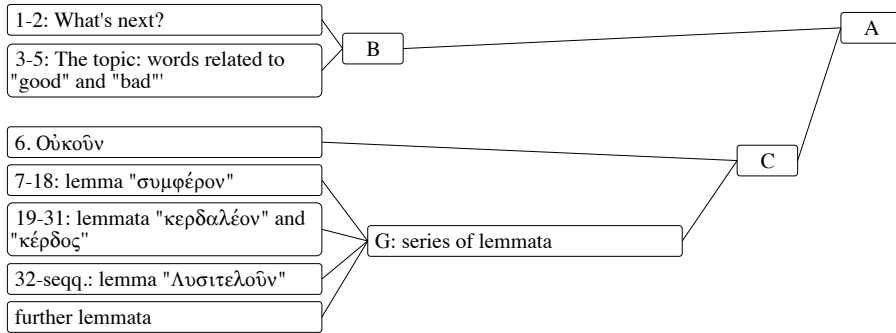 1-2: What's next?
3-5: The topic: words related to
"good" and "bad"'
B
A
6. Οὐκοῦν
C
7-18: lemma "συμφέρον"
19-31: lemmata "κερδαλέον" and
"κέρδος"
G: series of lemmata
32-seqq.: lemma "Λυσιτελοῦν"
further lemmata